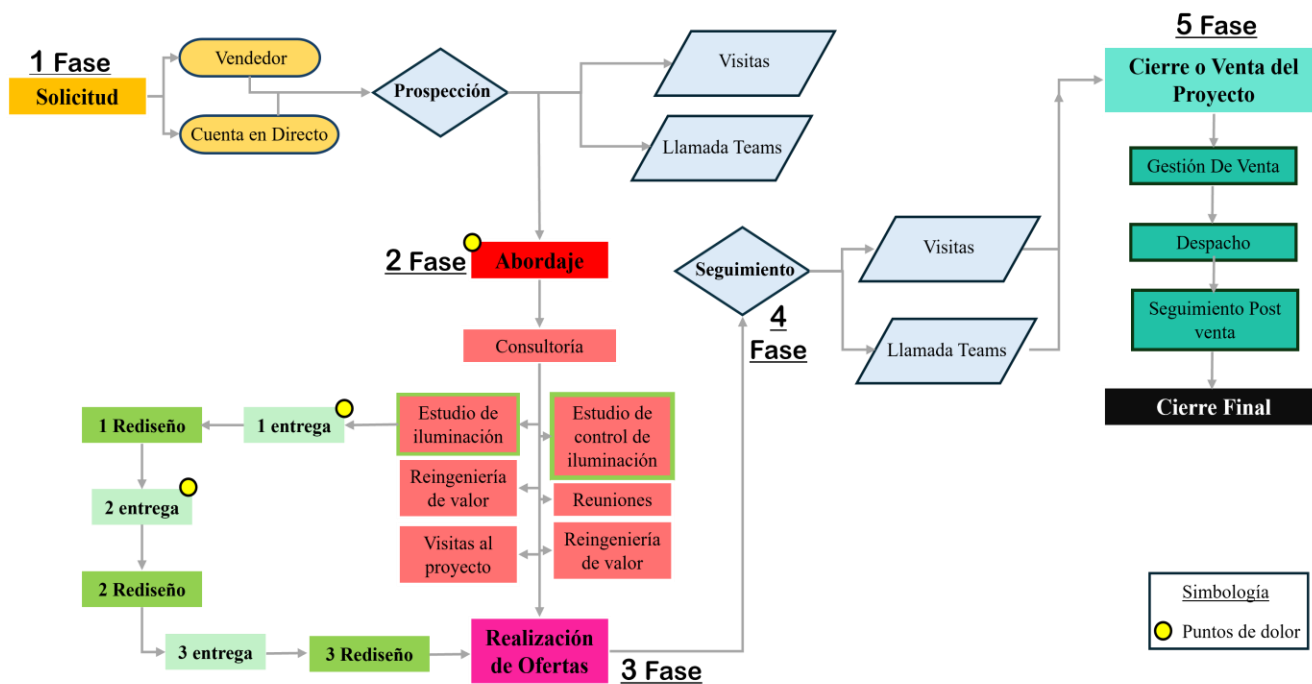 1 Fase
Solicitud
Vendedor
Cuenta en Directo
Prospección
Visitas
Llamada Teams
2 Fase
Abordaje
Consultoría
Estudio de
iluminación
Estudio de
control de
iluminación
Reingeniería
de valor
Reuniones
Visitas al
proyecto
Reingeniería
de valor
1 entrega
1 Rediseño
2 entrega
2 Rediseño
3 entrega
3 Rediseño
Realización
de Ofertas
3 Fase
Seguimiento
4
Fase
Visitas
Llamada Teams
5 Fase
Cierre o Venta del
Proyecto
Gestión De Venta
Despacho
Seguimiento Post
venta
Cierre Final
Simbología
Puntos de dolor